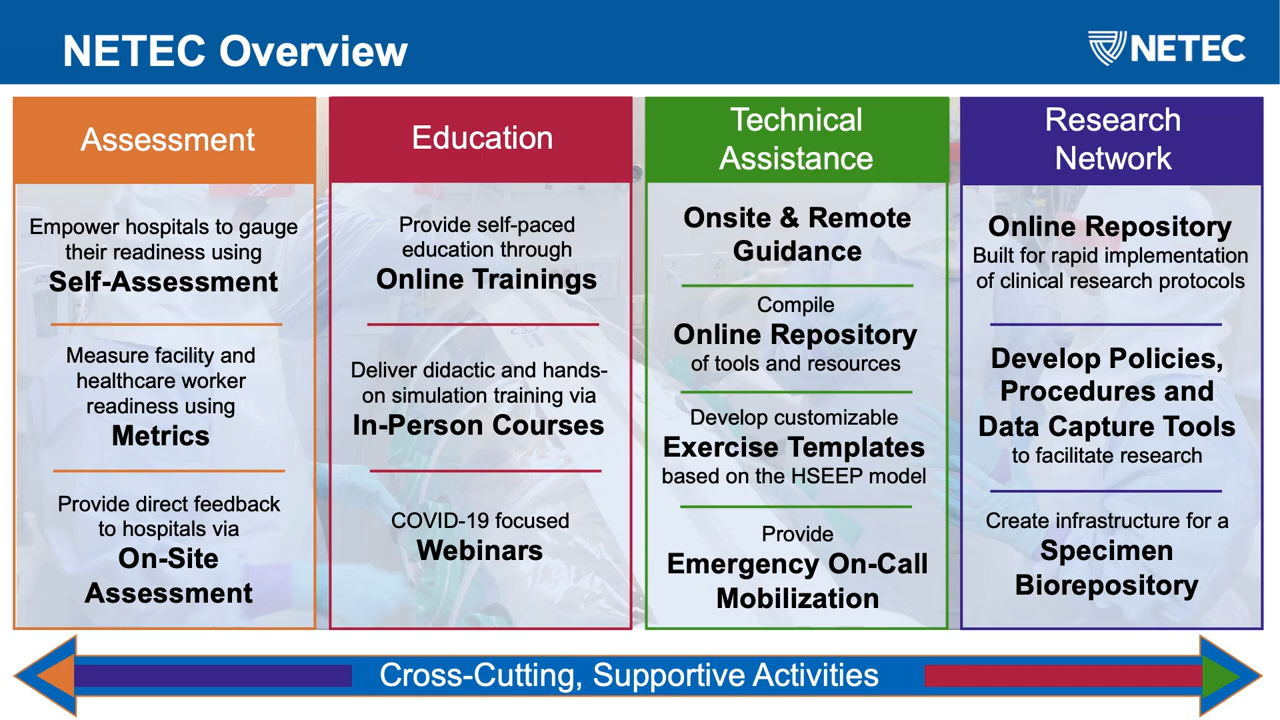 NETEC Overview
NETEC
Assessment
Empower hospitals to gauge
their readiness using
Self-Assessment
Measure facility and
healthcare worker
readiness using
Metrics
Provide direct feedback
to hospitals via
On-Site
Assessment
Education
Provide self-paced
education through
Online Trainings
Deliver didactic and hands-
on simulation training via
In-Person Courses
COVID-19 focused
Webinars
Technical
Assistance
Onsite & Remote
Guidance
Compile
Online Repository
of tools and resources
Develop customizable
Exercise Templates
based on the HSEEP model
Provide
Emergency On-Call
Mobilization
Research
Network
Online Repository
Built for rapid implementation
of clinical research protocols
Develop Policies,
Procedures and
Data Capture Tools
to facilitate research
Create infrastructure for a
Specimen
Biorepository
Cross-Cutting, Supportive Activities